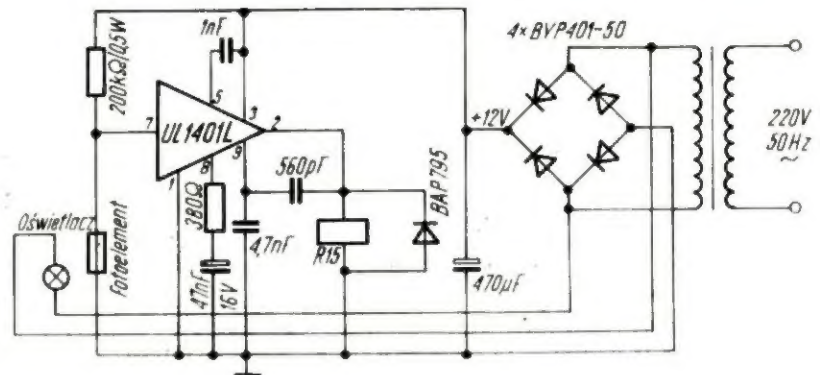 1nF
200kΩ/0,5W
5
3
7
UL1401L
2
1
8
9
560pF
380Ω
Oświetlacz
Fotoelement
4,7nF
47nF
16V
R15
BAP795
4×BYP401-50
+12V
470μF
220V
50Hz
~